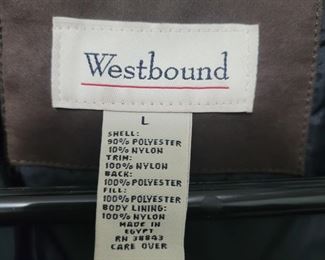 Westbound
L
SHELL:
90% POLYESTER
10% NYLON
TRIM:
100% NYLON
BACK:
100% POLYESTER
FILL:
100% POLYESTER
BODY LINING:
100% NYLON
MADE IN
EGYPT
RN 38843
CARE OVER